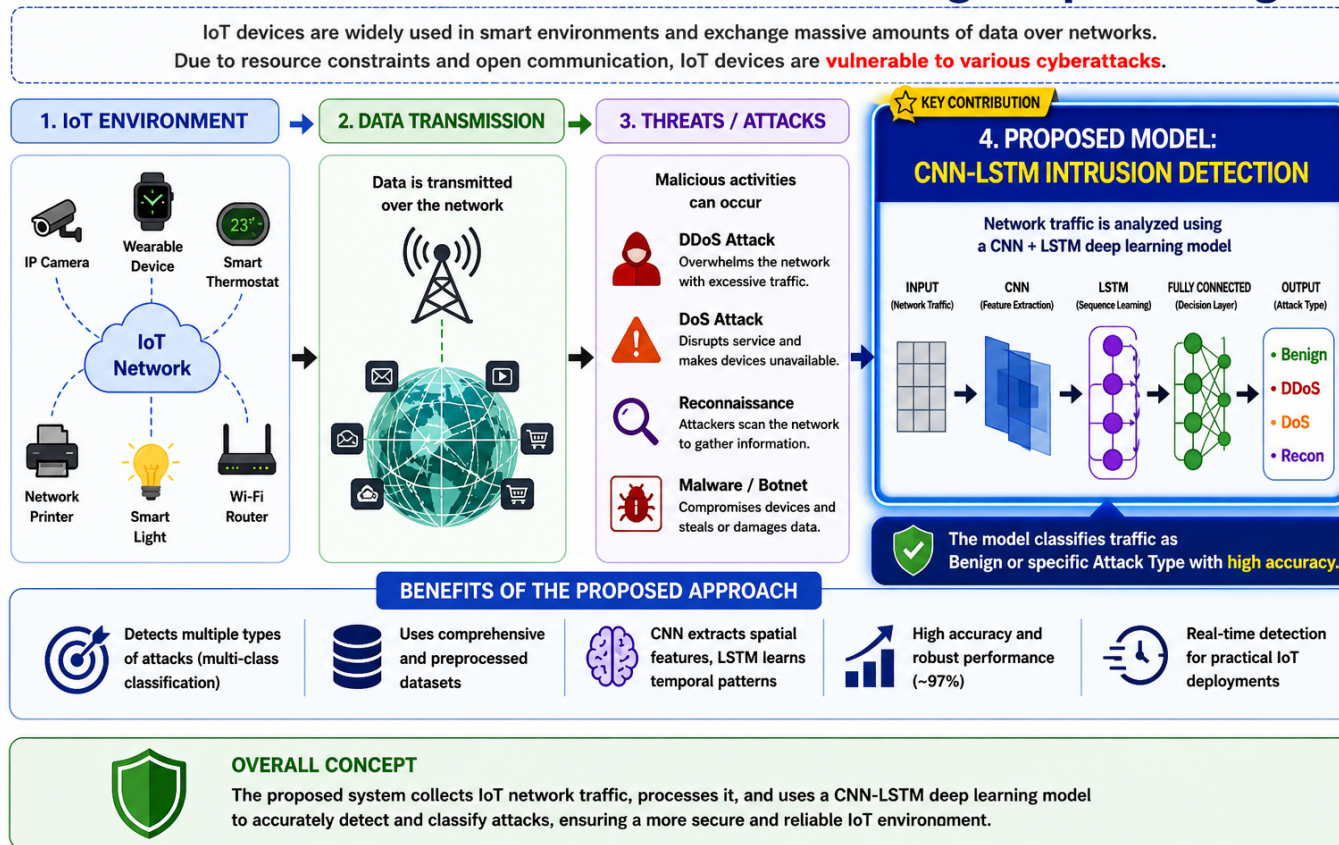 IoT devices are widely used in smart environments and exchange massive amounts of data over networks.
Due to resource constraints and open communication, IoT devices are vulnerable to various cyberattacks.
1. IoT ENVIRONMENT
2. DATA TRANSMISSION
3. THREATS / ATTACKS
KEY CONTRIBUTION
4. PROPOSED MODEL:
CNN-LSTM INTRUSION DETECTION
IP Camera
Wearable
Device
23°
Smart
Thermostat
IoT
Network
Network
Printer
Smart
Light
Wi-Fi
Router
Data is transmitted
over the network
Malicious activities
can occur
DDoS Attack
Overwhelms the network
with excessive traffic.
DoS Attack
Disrupts service and
makes devices unavailable.
Reconnaissance
Attackers scan the network
to gather information.
Malware / Botnet
Compromises devices and
steals or damages data.
Network traffic is analyzed using
a CNN + LSTM deep learning model
INPUT
(Network Traffic)
CNN
(Feature Extraction)
LSTM
(Sequence Learning)
FULLY CONNECTED
(Decision Layer)
OUTPUT
(Attack Type)
• Benign
• DDoS
• DoS
• Recon
The model classifies traffic as
Benign or specific Attack Type with high accuracy.
BENEFITS OF THE PROPOSED APPROACH
Detects multiple types
of attacks (multi-class
classification)
Uses comprehensive
and preprocessed
datasets
CNN extracts spatial
features, LSTM learns
temporal patterns
High accuracy and
robust performance
(~97%)
Real-time detection
for practical IoT
deployments
OVERALL CONCEPT
The proposed system collects IoT network traffic, processes it, and uses a CNN-LSTM deep learning model
to accurately detect and classify attacks, ensuring a more secure and reliable IoT environonment.